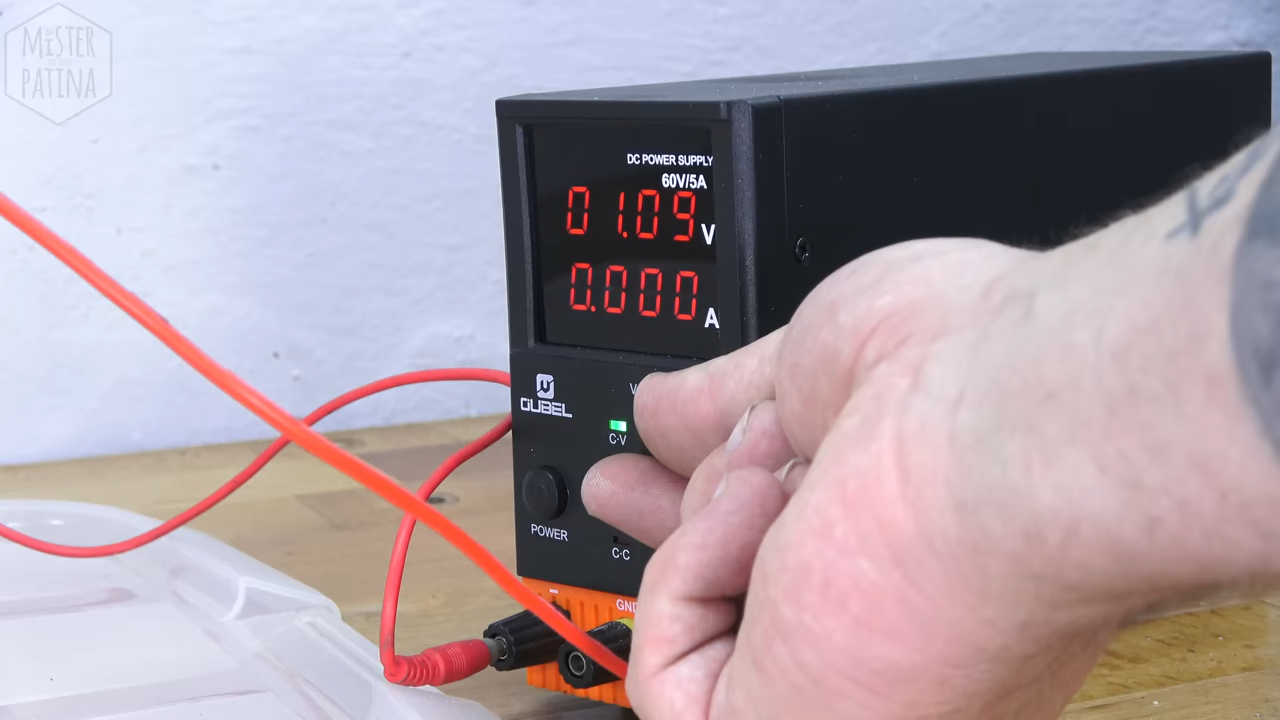 MiSTER
PATINA
DC POWER SUPPLY
60V/5A
01.09 V
0.000 A
OUBEL
V
C·V
POWER
C·C
GND